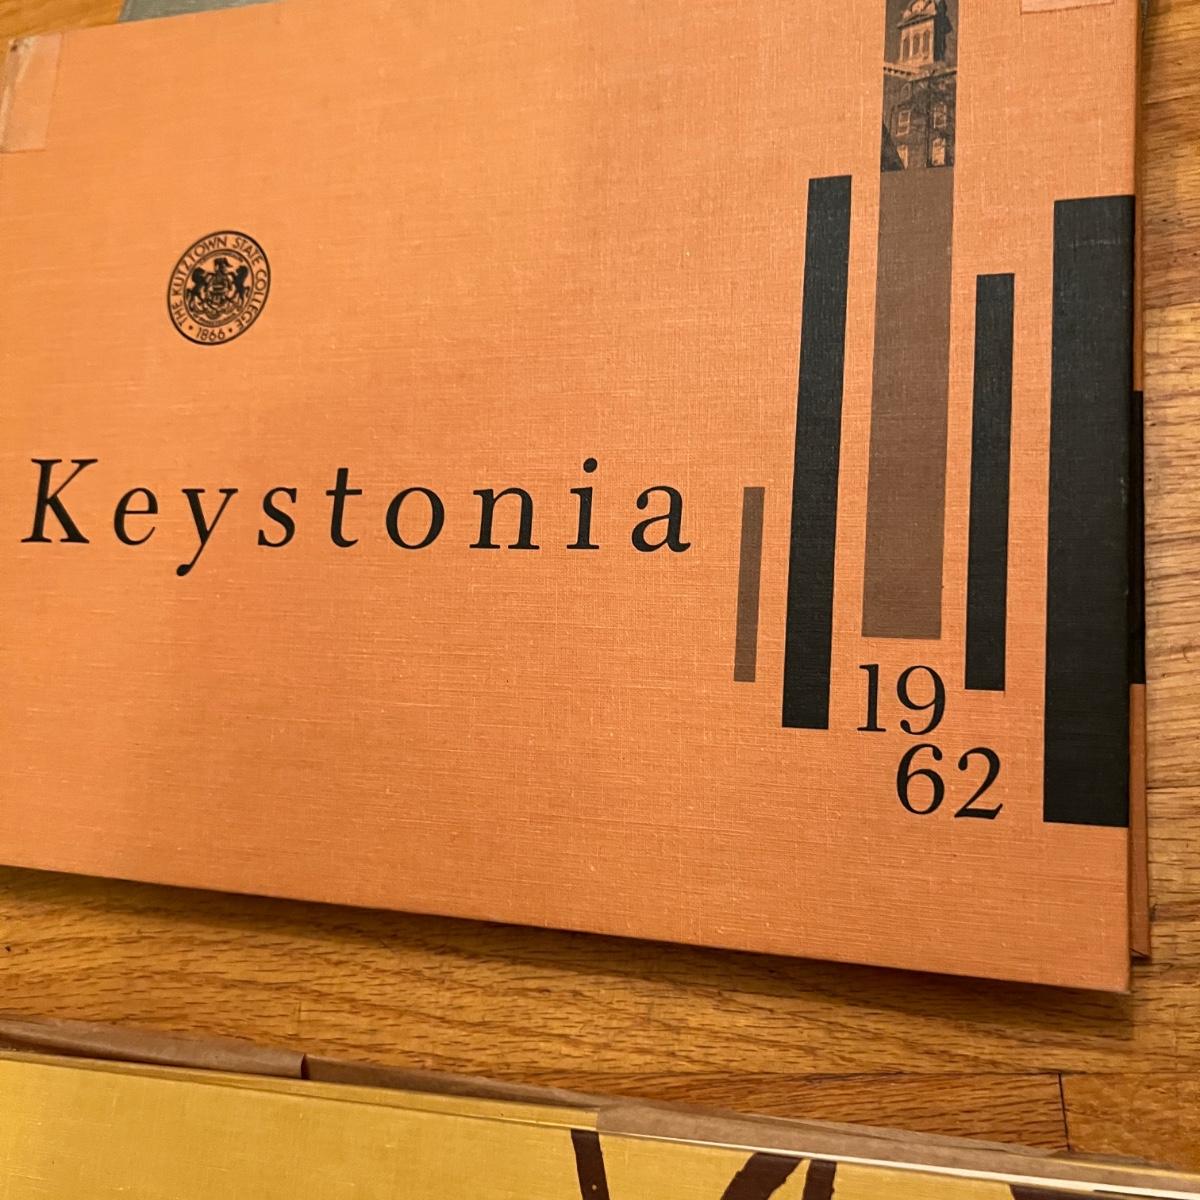 THE KUTZTOWN STATE COLLEGE
• 1866 •
Keystonia
19
62